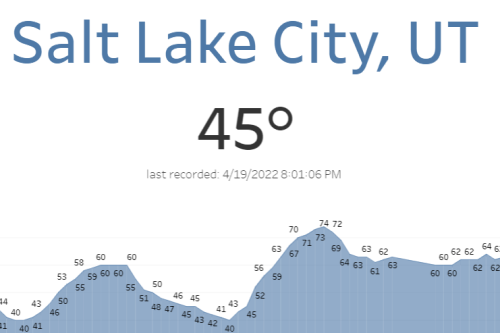 Salt Lake City, UT
45°
last recorded: 4/19/2022 8:01:06 PM
74 72
70
64
63 69 63 62 60 62 62
58 60 60 67 71 73 64 63 61 63 60 62 62
53 55 60 60 55 56 59
44 43 50 51 50 46 45 43 52
40 46 48 47 45 41 45
41 40 41 43 42 40